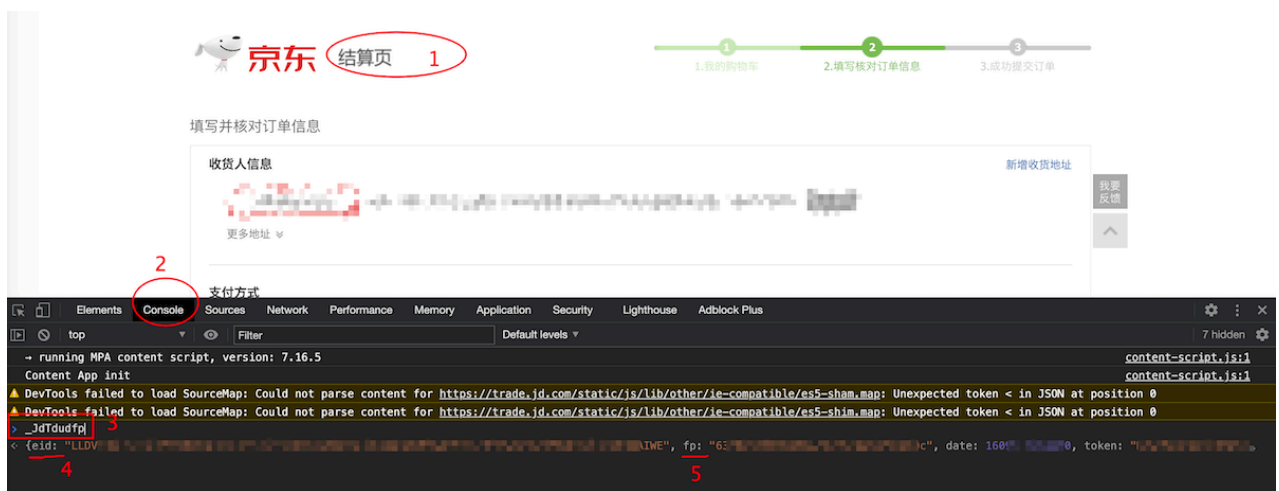 京东 结算页 1
1 2 3
1.我的购物车 2.填写核对订单信息 3.成功提交订单
填写并核对订单信息
收货人信息 新增收货地址
我要
反馈
更多地址
2
支付方式
Elements Console Sources Network Performance Memory Application Security Lighthouse Adblock Plus
top Filter Default levels ▼ 7 hidden
→ running MPA content script, version: 7.16.5 content-script.js:1
Content App init content-script.js:1
DevTools failed to load SourceMap: Could not parse content for https://trade.jd.com/static/js/lib/other/ie-compatible/es5-sham.map: Unexpected token < in JSON at position 0
DevTools failed to load SourceMap: Could not parse content for https://trade.jd.com/static/js/lib/other/ie-compatible/es5-shim.map: Unexpected token < in JSON at position 0
> _JdTdudfp 3
{eid: "LLDV IWE", fp: "63 c", date: 160 0, token: "
4 5